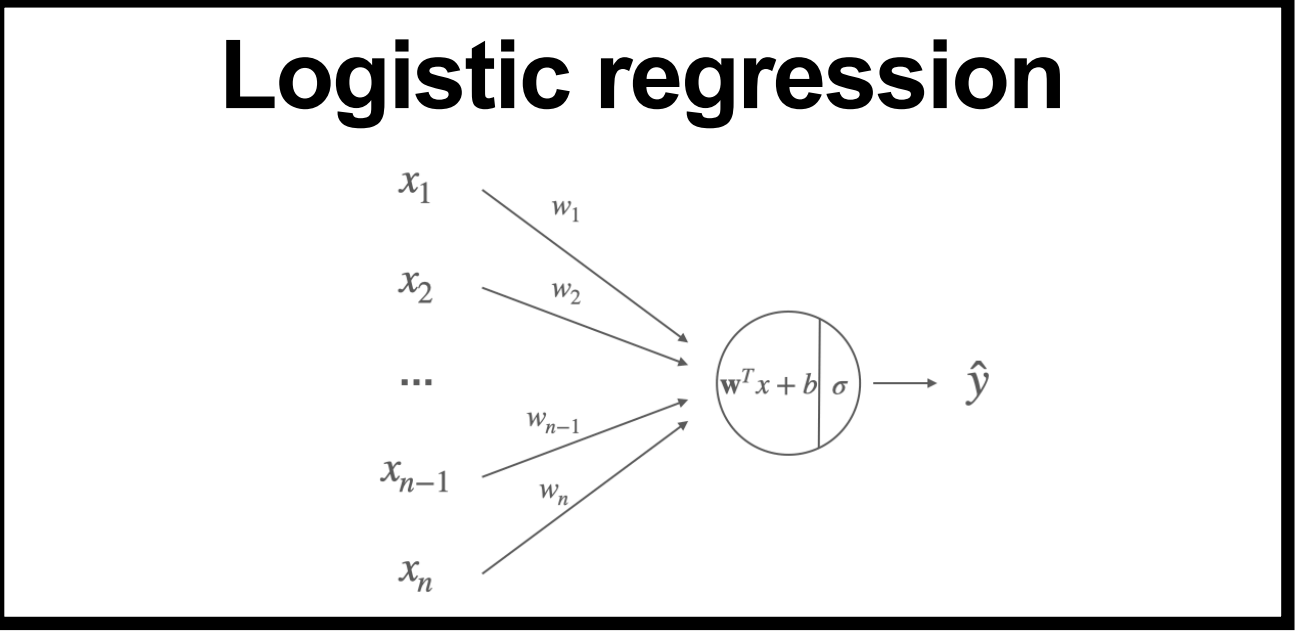 Logistic regression
x₁
w₁
x₂
w₂
...
wᵀx + b σ
ŷ
wₙ₋₁
xₙ₋₁
wₙ
xₙ